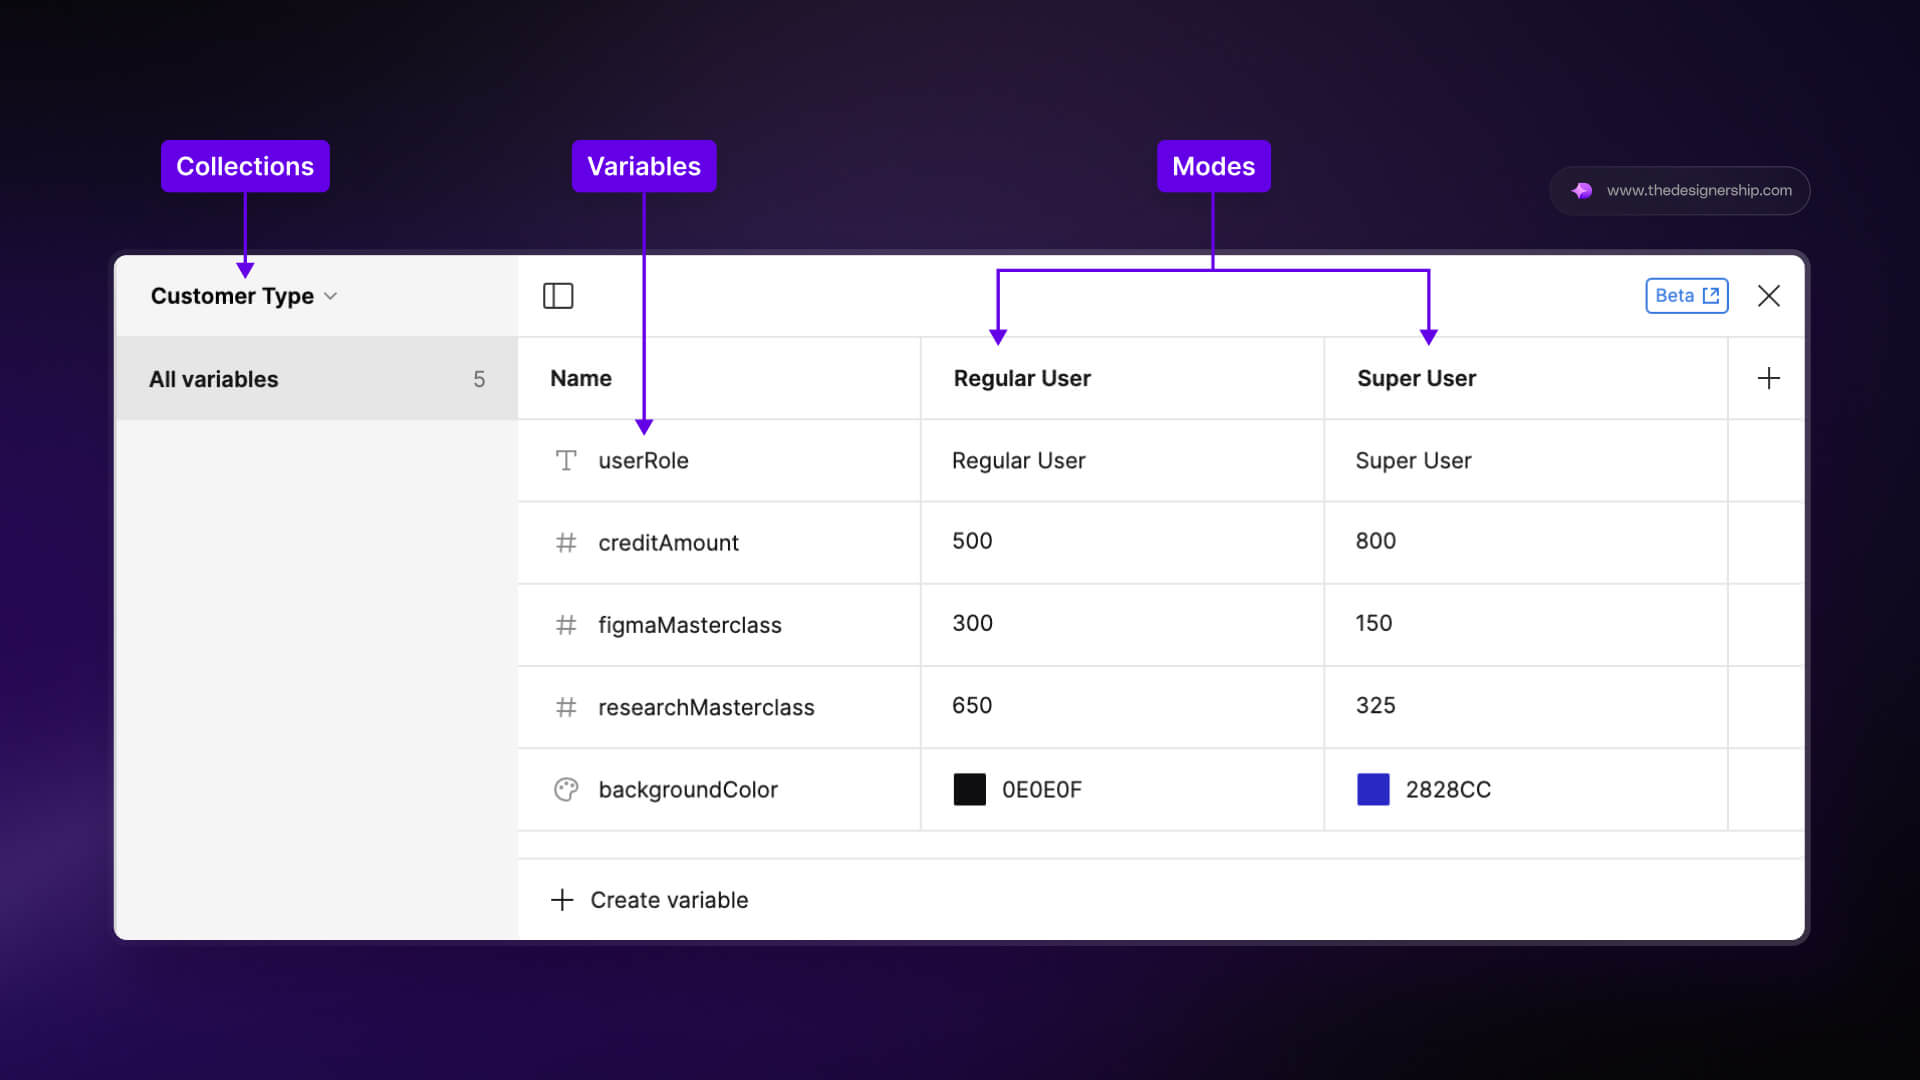 Collections
Variables
Modes
www.thedesignership.com
Customer Type
Beta
All variables 5
Name Regular User Super User
userRole Regular User Super User
creditAmount 500 800
figmaMasterclass 300 150
researchMasterclass 650 325
backgroundColor 0E0E0F 2828CC
Create variable